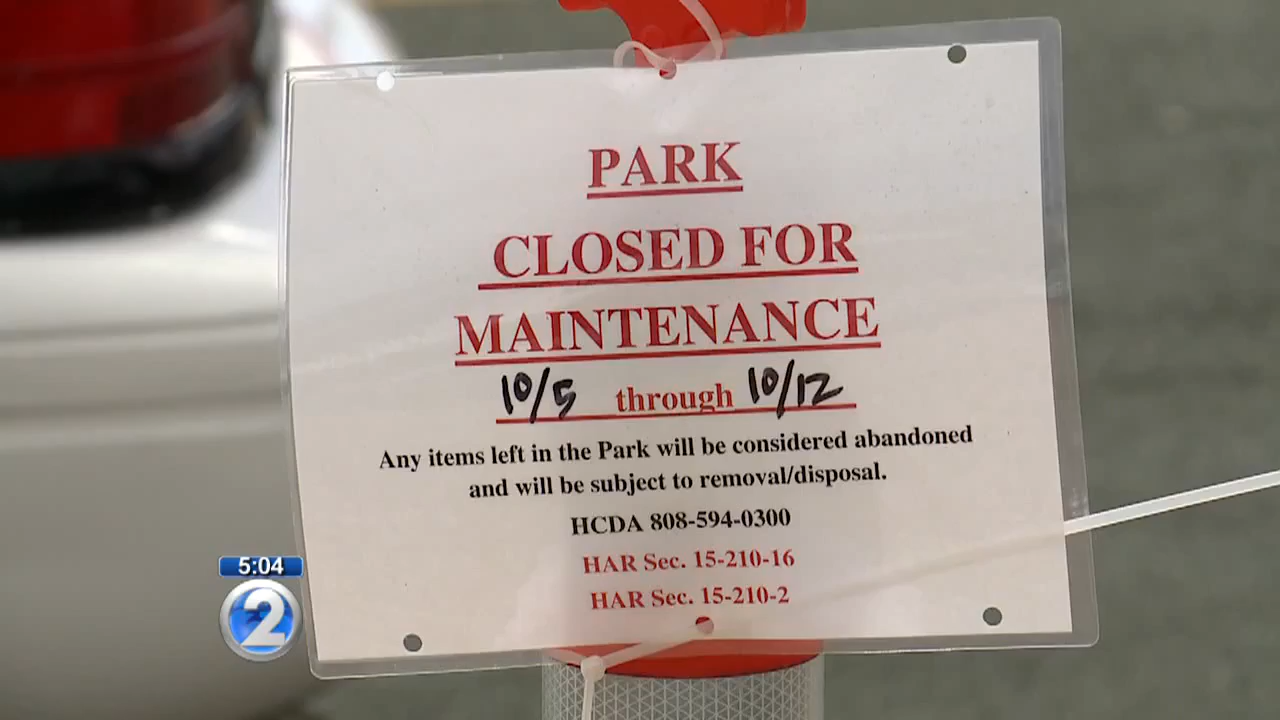 PARK
CLOSED FOR
MAINTENANCE
10/5 through 10/12
Any items left in the Park will be considered abandoned
and will be subject to removal/disposal.
HCDA 808-594-0300
HAR Sec. 15-210-16
HAR Sec. 15-210-2
5:04
2